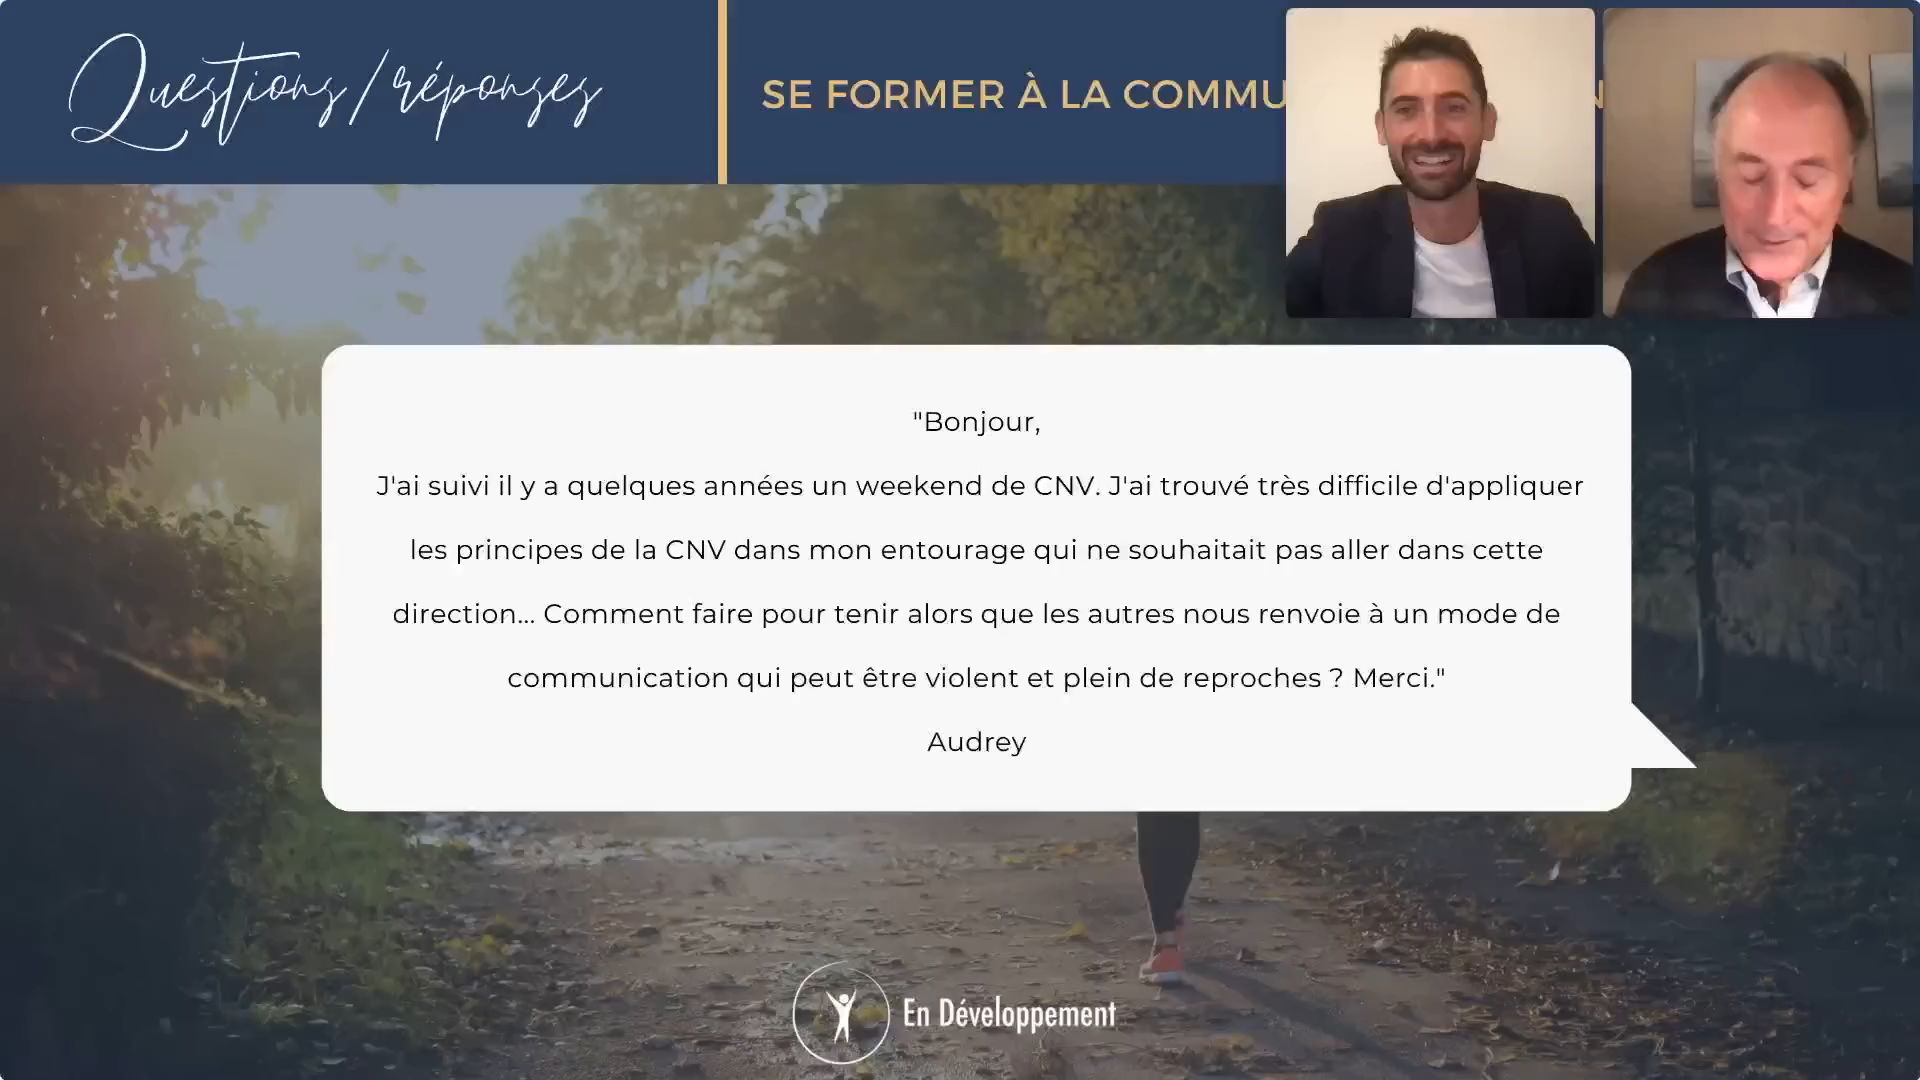 Questions/réponses
SE FORMER À LA COMMU
"Bonjour,
J'ai suivi il y a quelques années un weekend de CNV. J'ai trouvé très difficile d'appliquer
les principes de la CNV dans mon entourage qui ne souhaitait pas aller dans cette
direction... Comment faire pour tenir alors que les autres nous renvoie à un mode de
communication qui peut être violent et plein de reproches ? Merci."
Audrey
En Développement